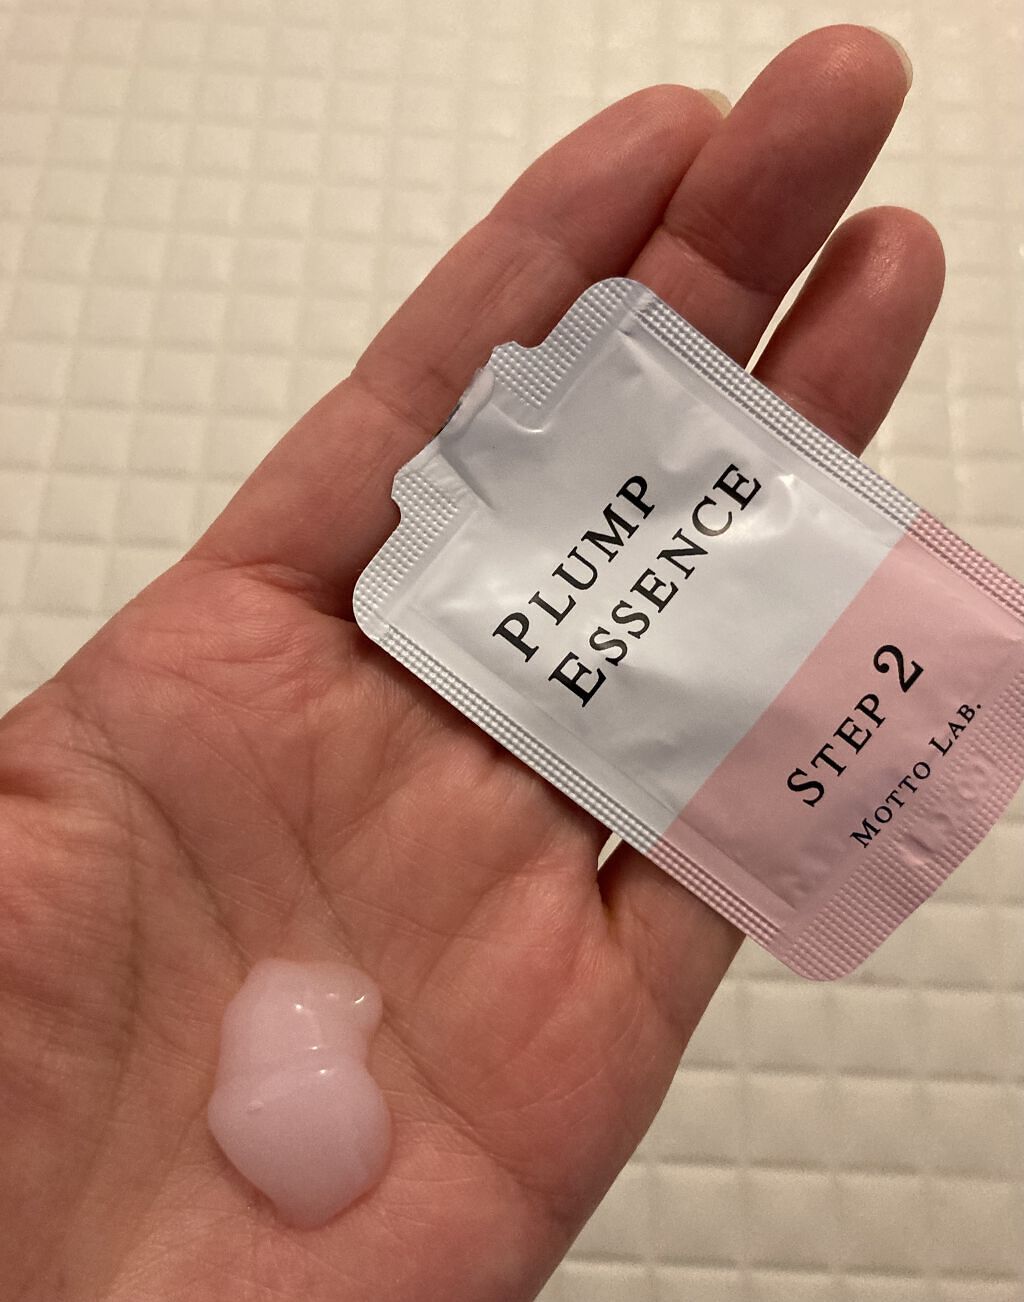 PLUMP
ESSENCE
STEP 2
MOTTO LAB.